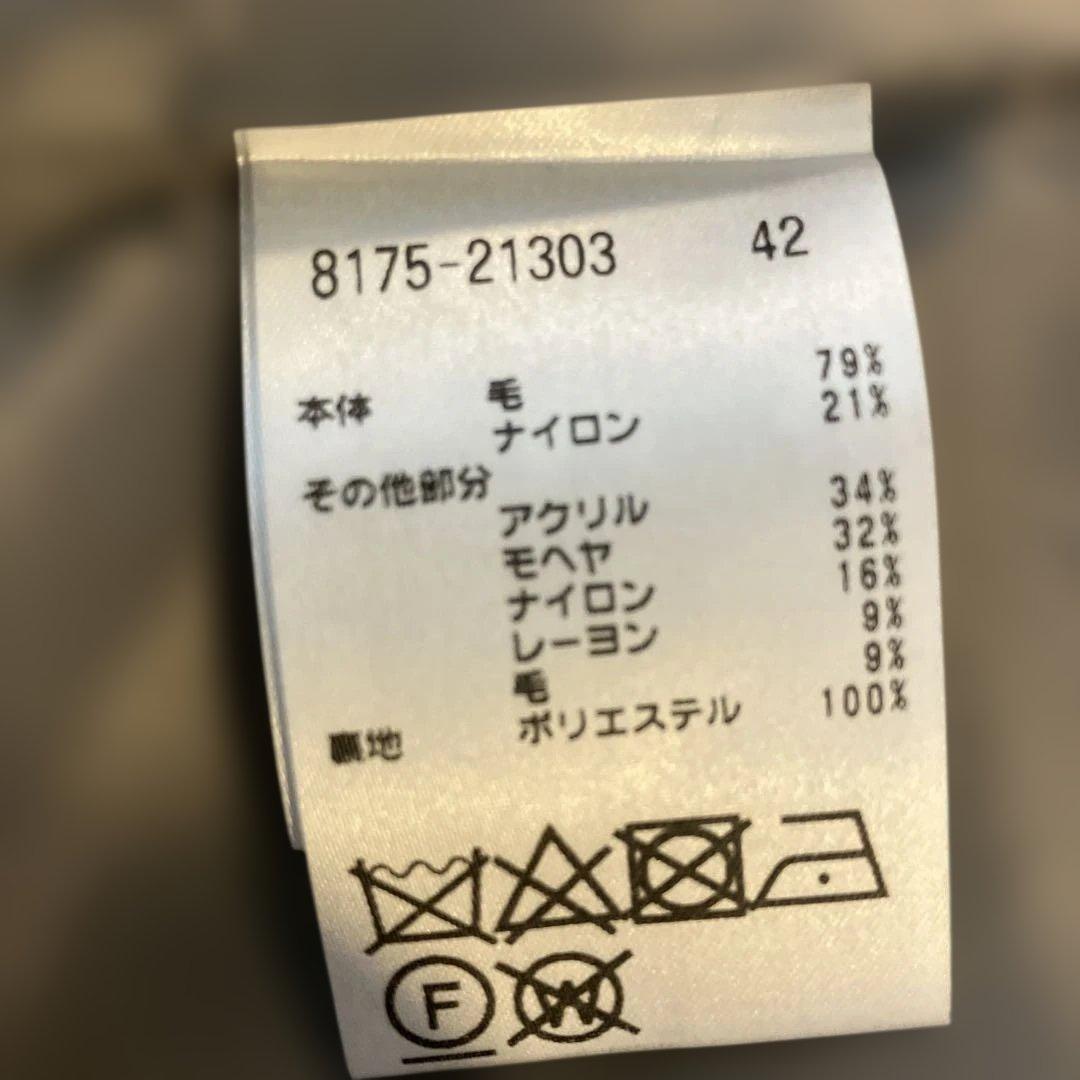 8175-21303 42
本体 毛 79%
ナイロン 21%
その他部分
アクリル 34%
モヘヤ 32%
ナイロン 16%
レーヨン 9%
毛 9%
裏地 ポリエステル 100%
F W